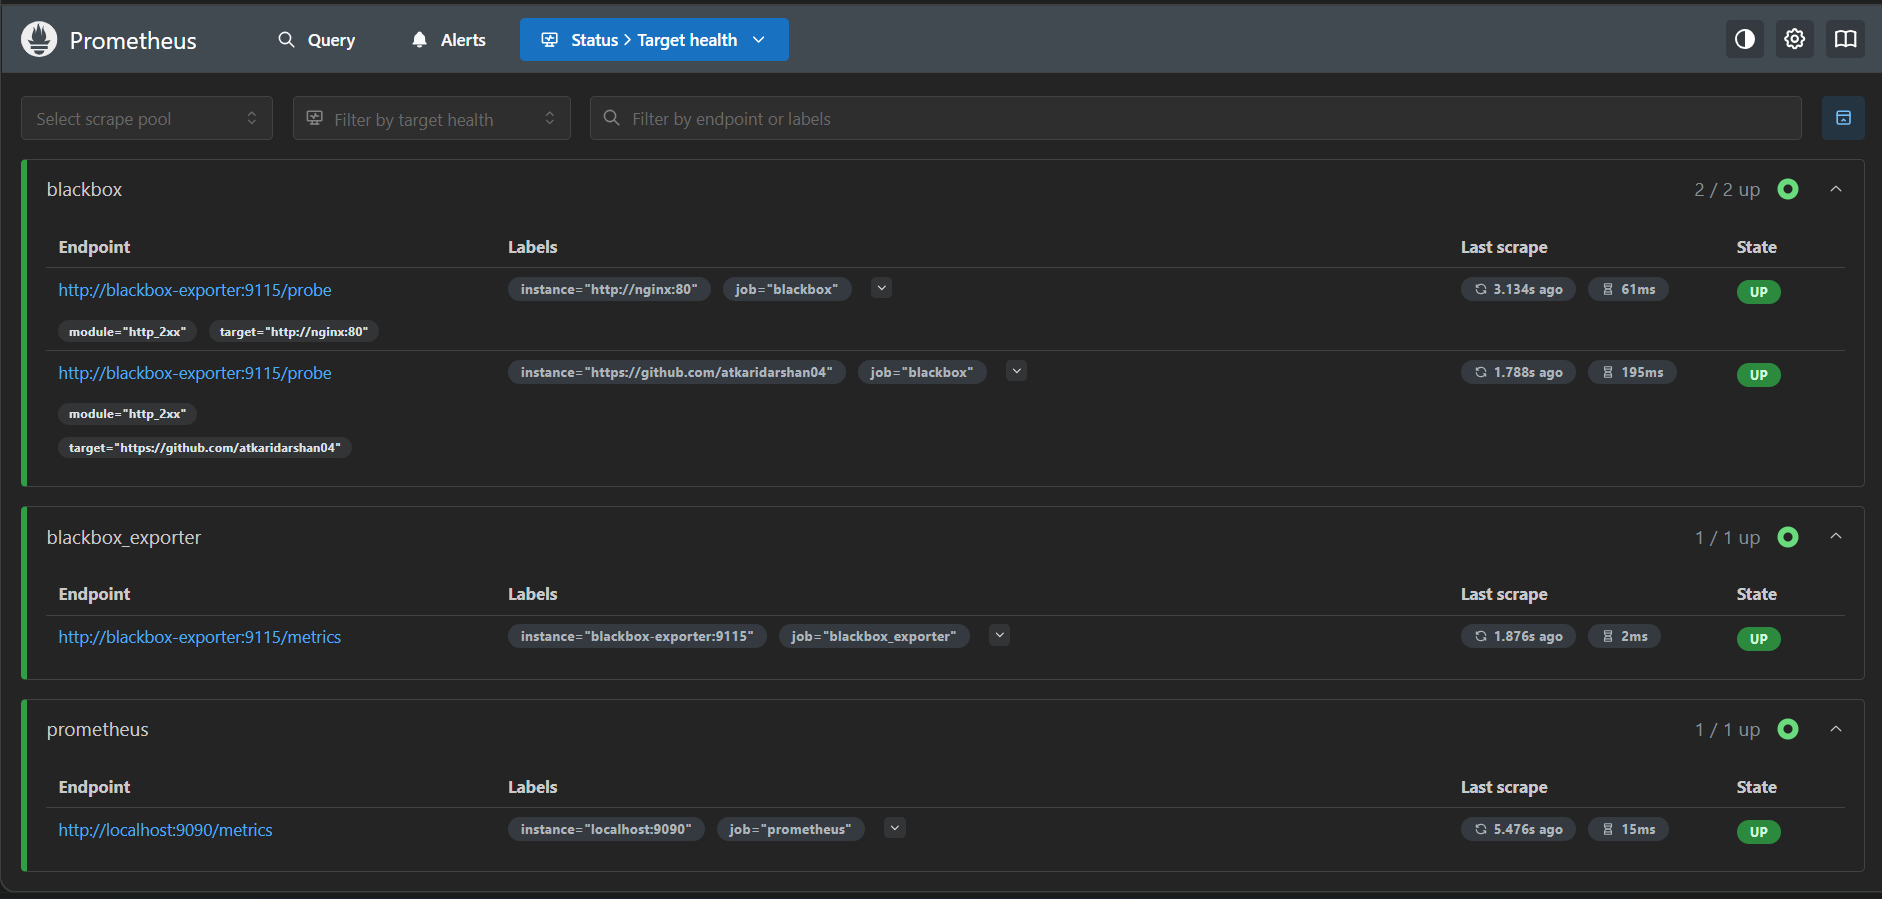 Prometheus Query Alerts Status > Target health
Select scrape pool Filter by target health Filter by endpoint or labels
blackbox 2 / 2 up
Endpoint Labels Last scrape State
http://blackbox-exporter:9115/probe instance="http://nginx:80" job="blackbox" 3.134s ago 61ms UP
module="http_2xx" target="http://nginx:80"
http://blackbox-exporter:9115/probe instance="https://github.com/atkaridarshan04" job="blackbox" 1.788s ago 195ms UP
module="http_2xx"
target="https://github.com/atkaridarshan04"
blackbox_exporter 1 / 1 up
Endpoint Labels Last scrape State
http://blackbox-exporter:9115/metrics instance="blackbox-exporter:9115" job="blackbox_exporter" 1.876s ago 2ms UP
prometheus 1 / 1 up
Endpoint Labels Last scrape State
http://localhost:9090/metrics instance="localhost:9090" job="prometheus" 5.476s ago 15ms UP